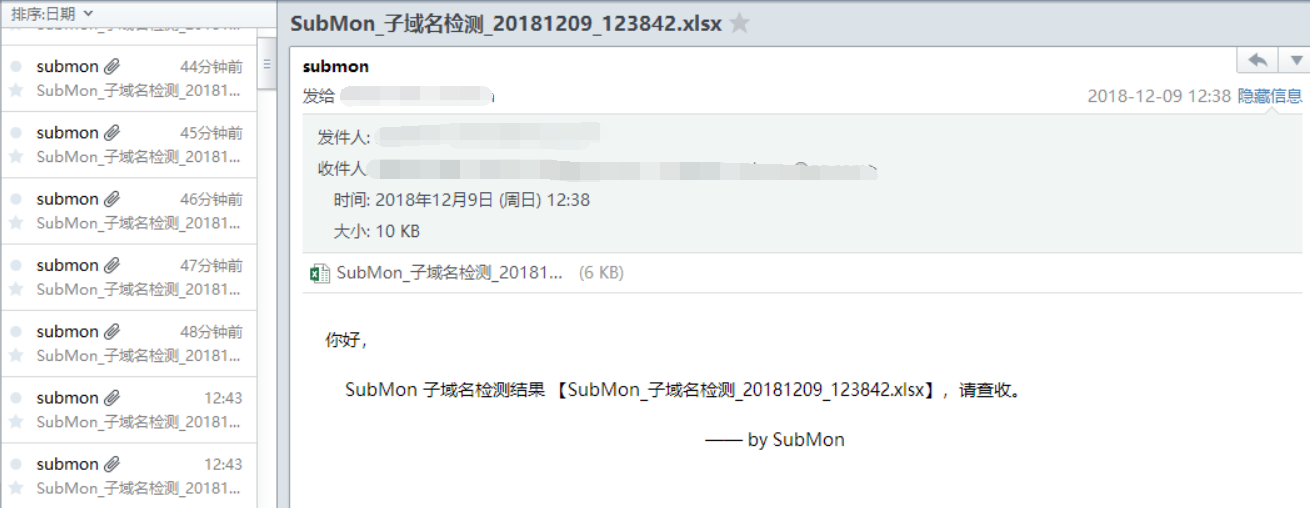 排序:日期
submon 44分钟前
SubMon_子域名检测_20181...
submon 45分钟前
SubMon_子域名检测_20181...
submon 46分钟前
SubMon_子域名检测_20181...
submon 47分钟前
SubMon_子域名检测_20181...
submon 48分钟前
SubMon_子域名检测_20181...
submon 12:43
SubMon_子域名检测_20181...
submon 12:43
SubMon_子域名检测_20181...
SubMon_子域名检测_20181209_123842.xlsx
submon
发给
2018-12-09 12:38 隐藏信息
发件人:
收件人
时间: 2018年12月9日 (周日) 12:38
大小: 10 KB
SubMon_子域名检测_20181... (6 KB)
你好，
SubMon 子域名检测结果 【SubMon_子域名检测_20181209_123842.xlsx】，请查收。
—— by SubMon